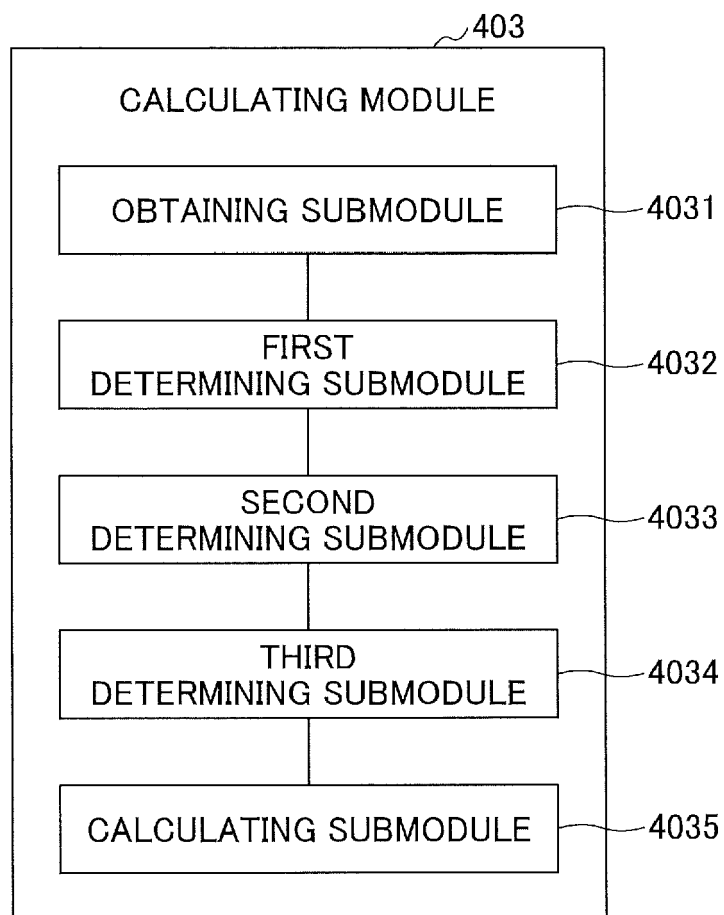 403
CALCULATING MODULE
OBTAINING SUBMODULE
4031
FIRST
DETERMINING SUBMODULE
4032
SECOND
DETERMINING SUBMODULE
4033
THIRD
DETERMINING SUBMODULE
4034
CALCULATING SUBMODULE
4035